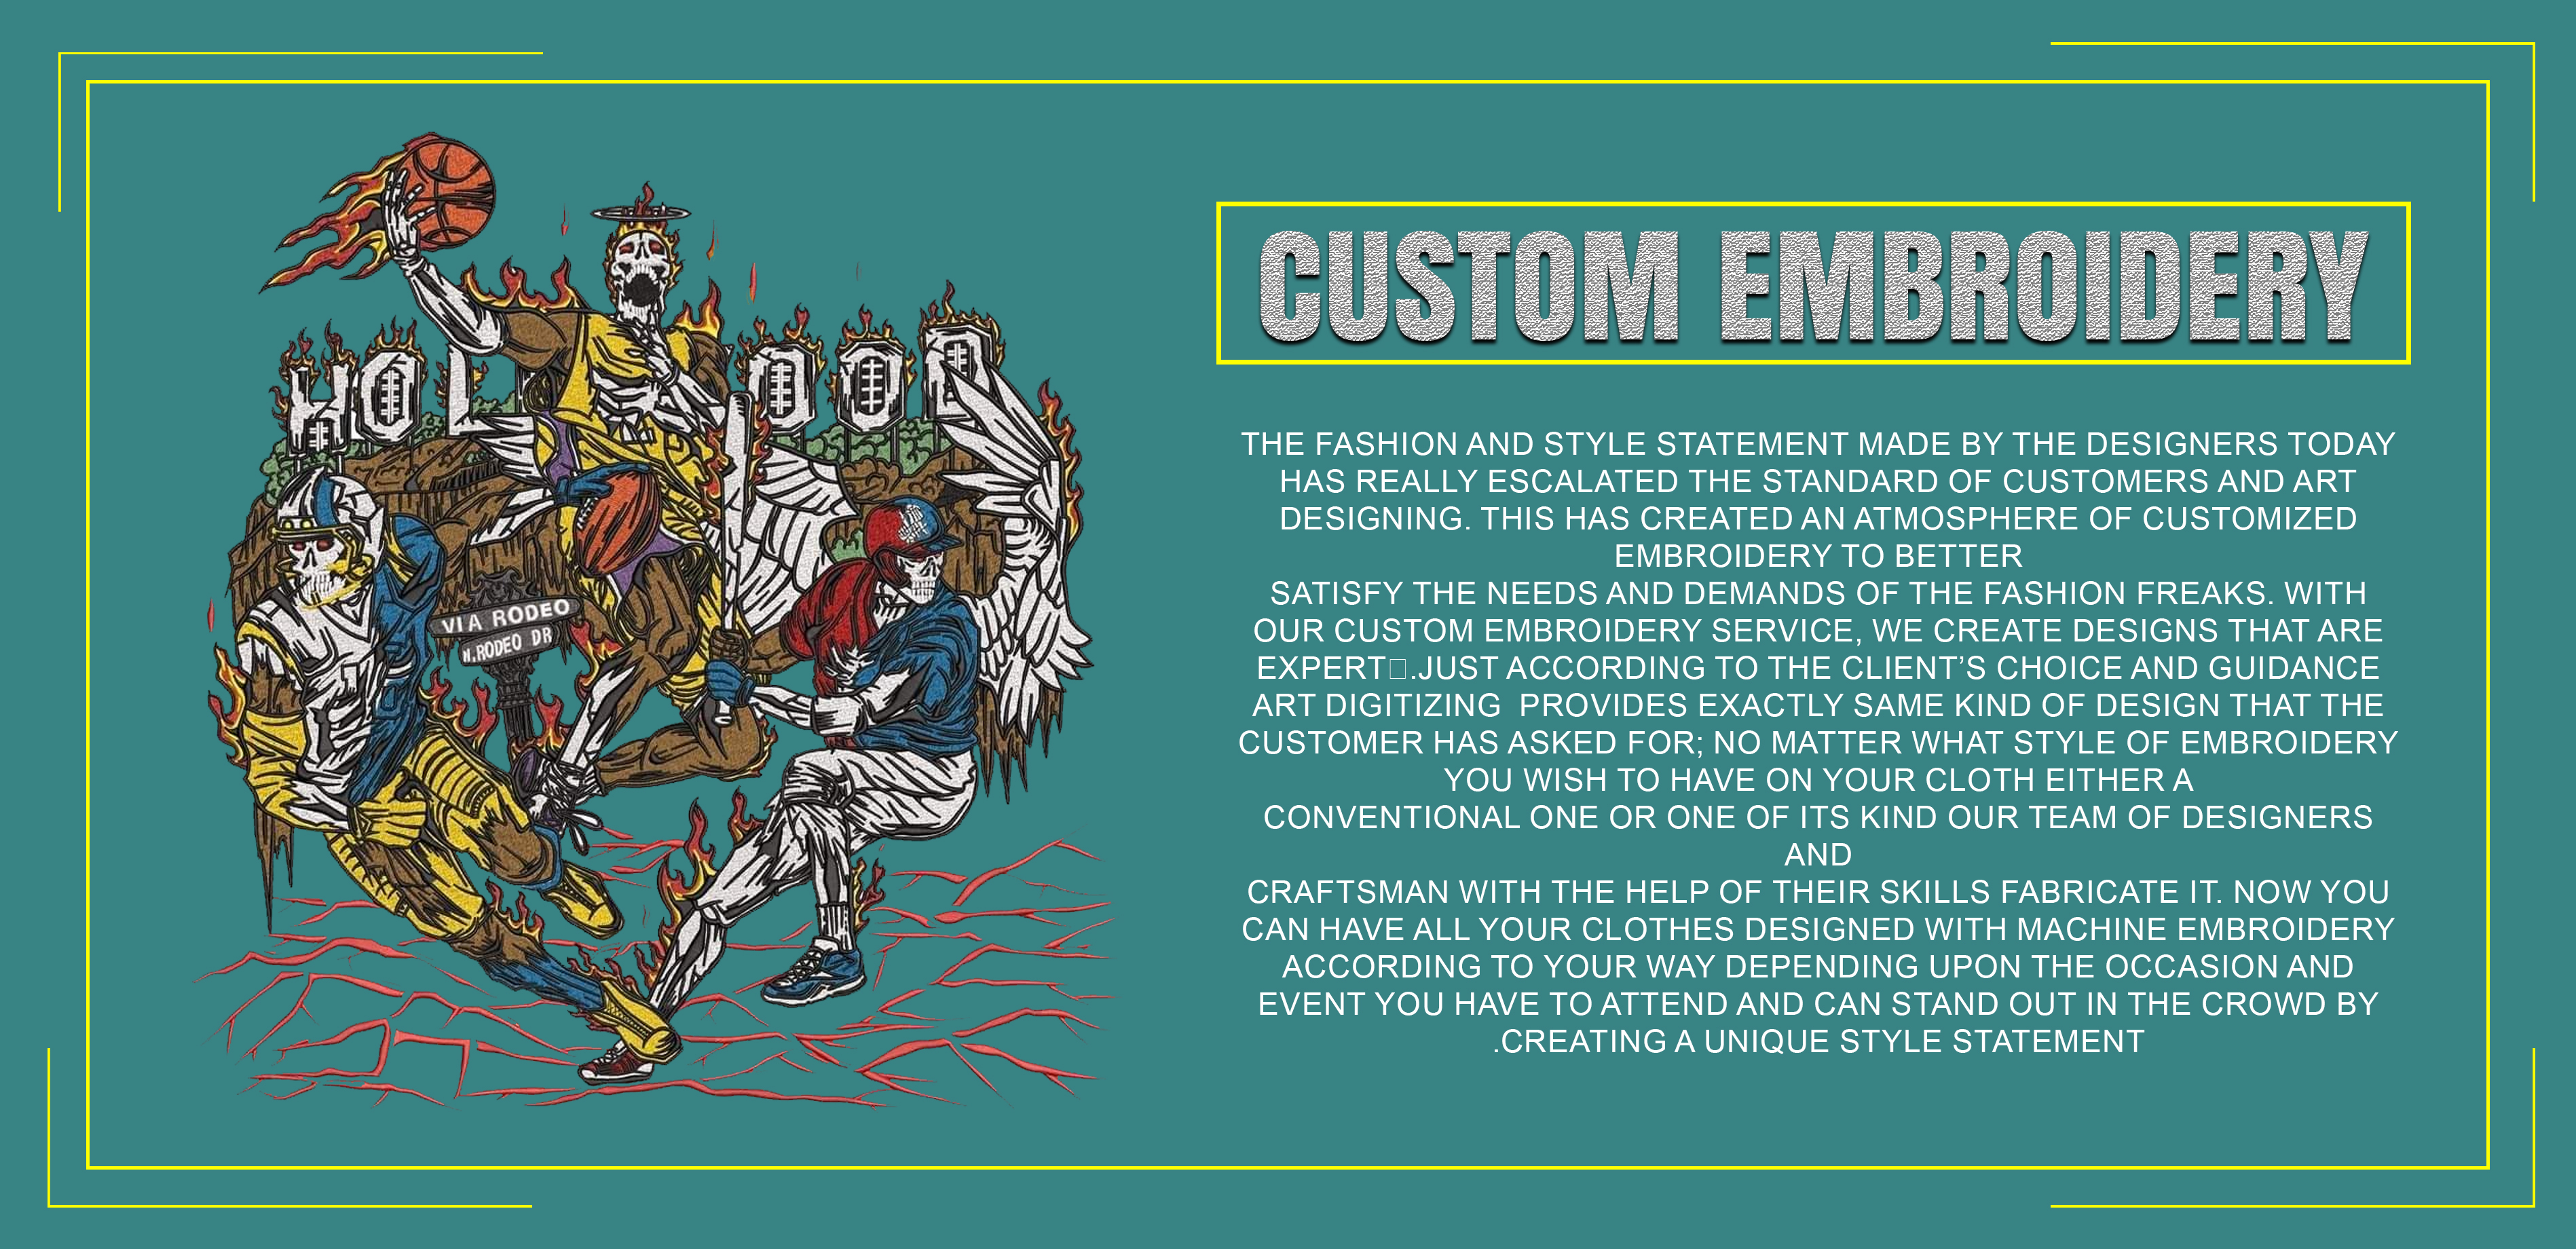 CUSTOM EMBROIDERY
THE FASHION AND STYLE STATEMENT MADE BY THE DESIGNERS TODAY
HAS REALLY ESCALATED THE STANDARD OF CUSTOMERS AND ART
DESIGNING. THIS HAS CREATED AN ATMOSPHERE OF CUSTOMIZED
EMBROIDERY TO BETTER
SATISFY THE NEEDS AND DEMANDS OF THE FASHION FREAKS. WITH
OUR CUSTOM EMBROIDERY SERVICE, WE CREATE DESIGNS THAT ARE
EXPERT□.JUST ACCORDING TO THE CLIENT’S CHOICE AND GUIDANCE
ART DIGITIZING  PROVIDES EXACTLY SAME KIND OF DESIGN THAT THE
CUSTOMER HAS ASKED FOR; NO MATTER WHAT STYLE OF EMBROIDERY
YOU WISH TO HAVE ON YOUR CLOTH EITHER A
CONVENTIONAL ONE OR ONE OF ITS KIND OUR TEAM OF DESIGNERS
AND
CRAFTSMAN WITH THE HELP OF THEIR SKILLS FABRICATE IT. NOW YOU
CAN HAVE ALL YOUR CLOTHES DESIGNED WITH MACHINE EMBROIDERY
ACCORDING TO YOUR WAY DEPENDING UPON THE OCCASION AND
EVENT YOU HAVE TO ATTEND AND CAN STAND OUT IN THE CROWD BY
.CREATING A UNIQUE STYLE STATEMENT
HOL OOD
VIA RODEO
N.RODEO DR